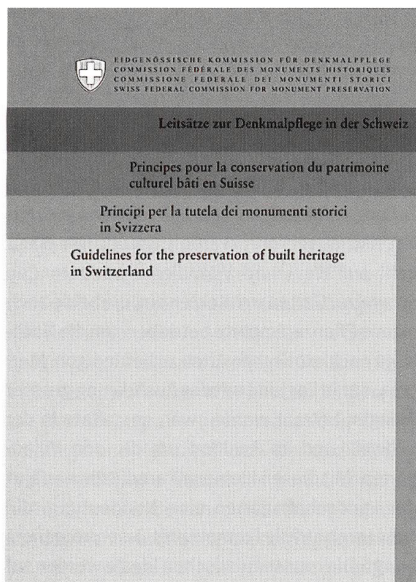 EIDGENÖSSISCHE KOMMISSION FÜR DENKMALPFLEGE
COMMISSION FÉDÉRALE DES MONUMENTS HISTORIQUES
COMMISSIONE FEDERALE DEI MONUMENTI STORICI
SWISS FEDERAL COMMISSION FOR MONUMENT PRESERVATION
Leitsätze zur Denkmalpflege in der Schweiz
Principes pour la conservation du patrimoine
culturel bâti en Suisse
Principi per la tutela dei monumenti storici
in Svizzera
Guidelines for the preservation of built heritage
in Switzerland